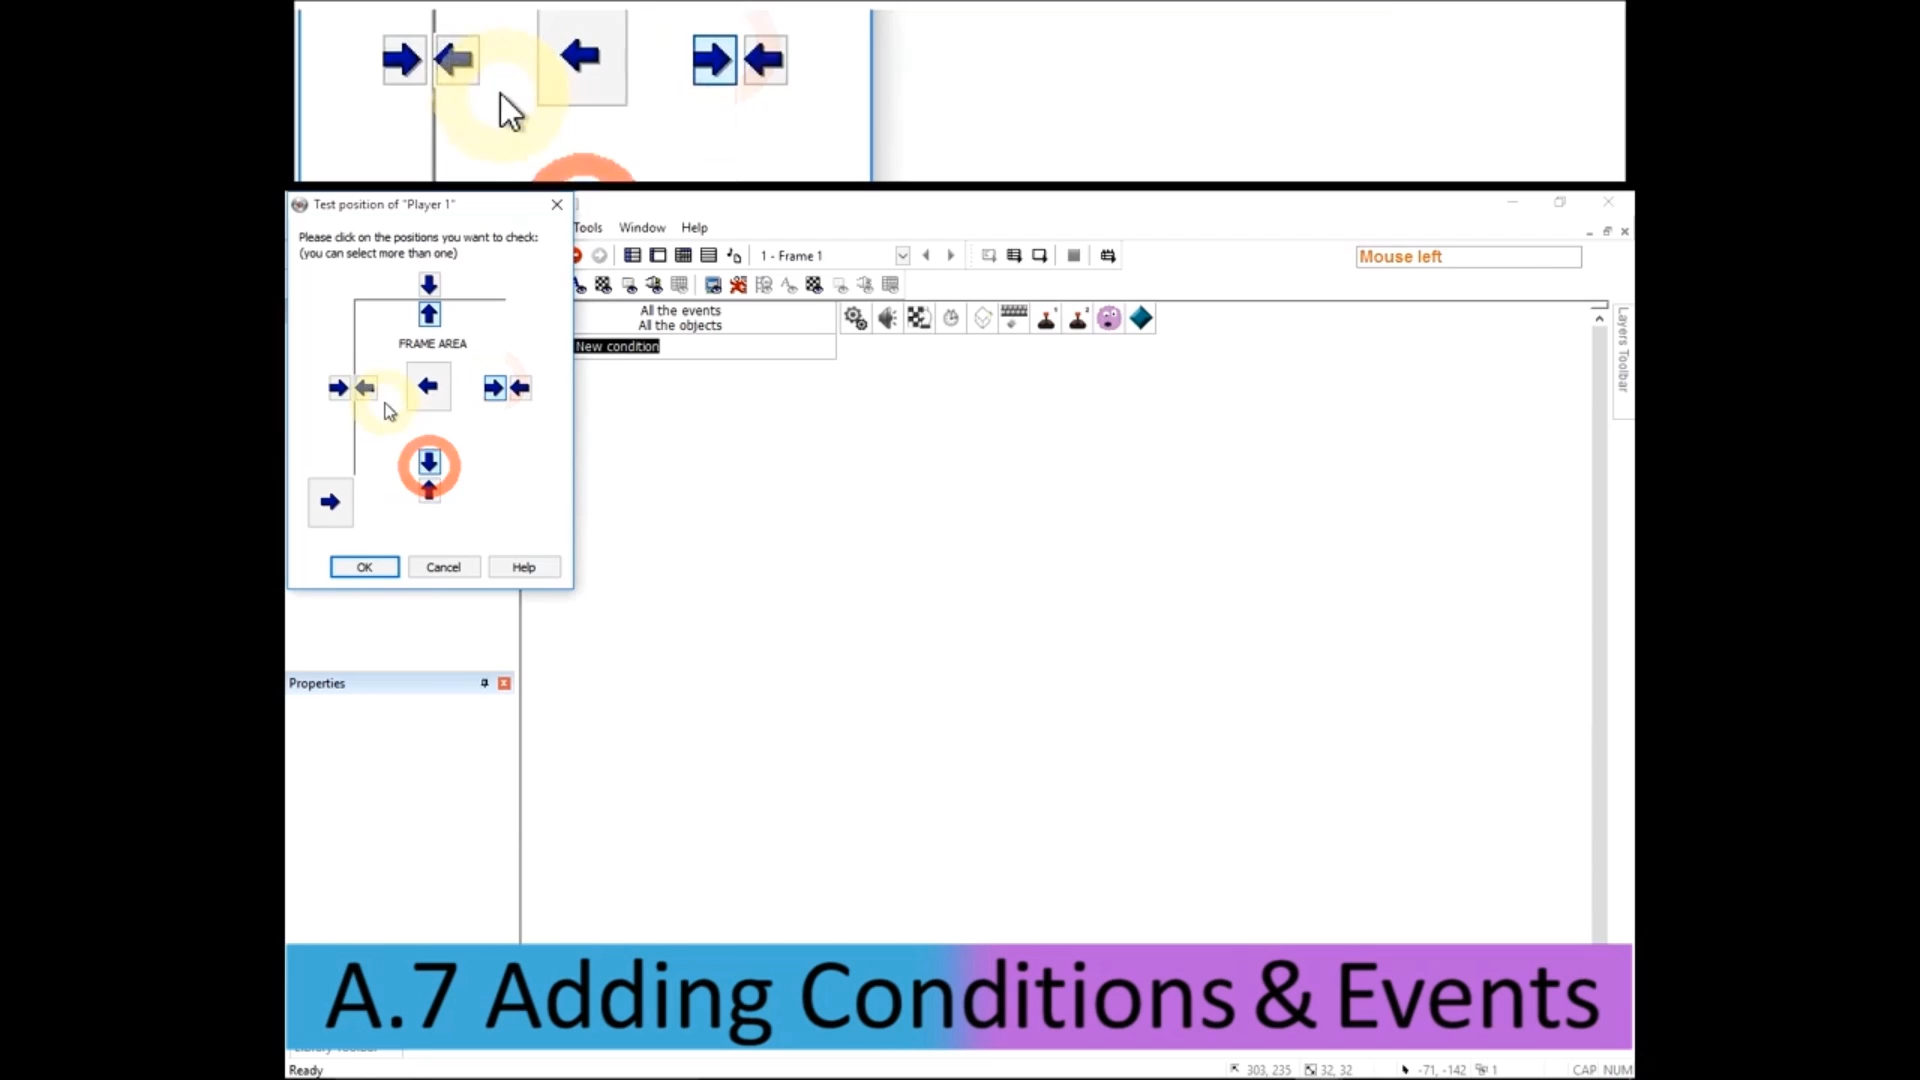 Test position of "Player 1"
Tools Window Help
Please click on the positions you want to check:
(you can select more than one)
1 - Frame 1
Mouse left
All the events
All the objects
FRAME AREA
New condition
Layers Toolbar
OK Cancel Help
Properties
A.7 Adding Conditions & Events
Ready
303, 235 32, 32 -71, -142 1 CAP NUM